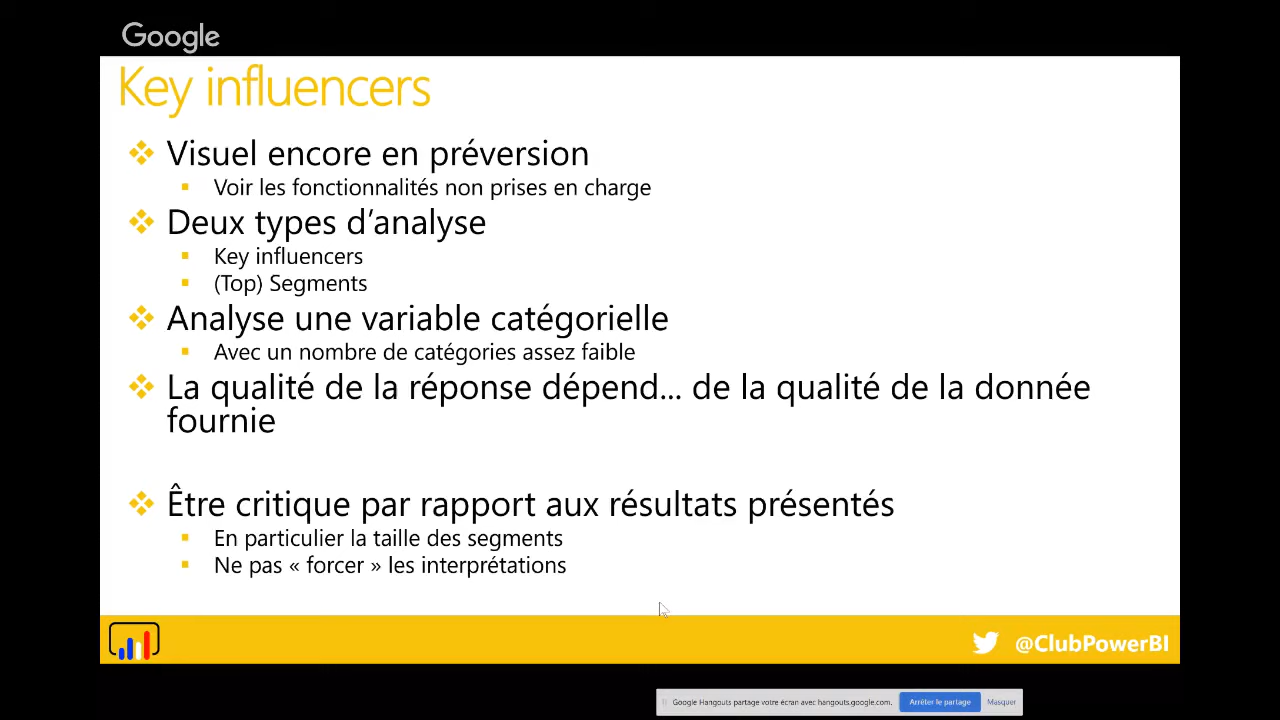 Google
Key influencers
Visuel encore en préversion
Voir les fonctionnalités non prises en charge
Deux types d’analyse
Key influencers
(Top) Segments
Analyse une variable catégorielle
Avec un nombre de catégories assez faible
La qualité de la réponse dépend... de la qualité de la donnée
fournie
Être critique par rapport aux résultats présentés
En particulier la taille des segments
Ne pas « forcer » les interprétations
@ClubPowerBI
Google Hangouts partage votre écran avec hangouts.google.com. Arrêter le partage Masquer